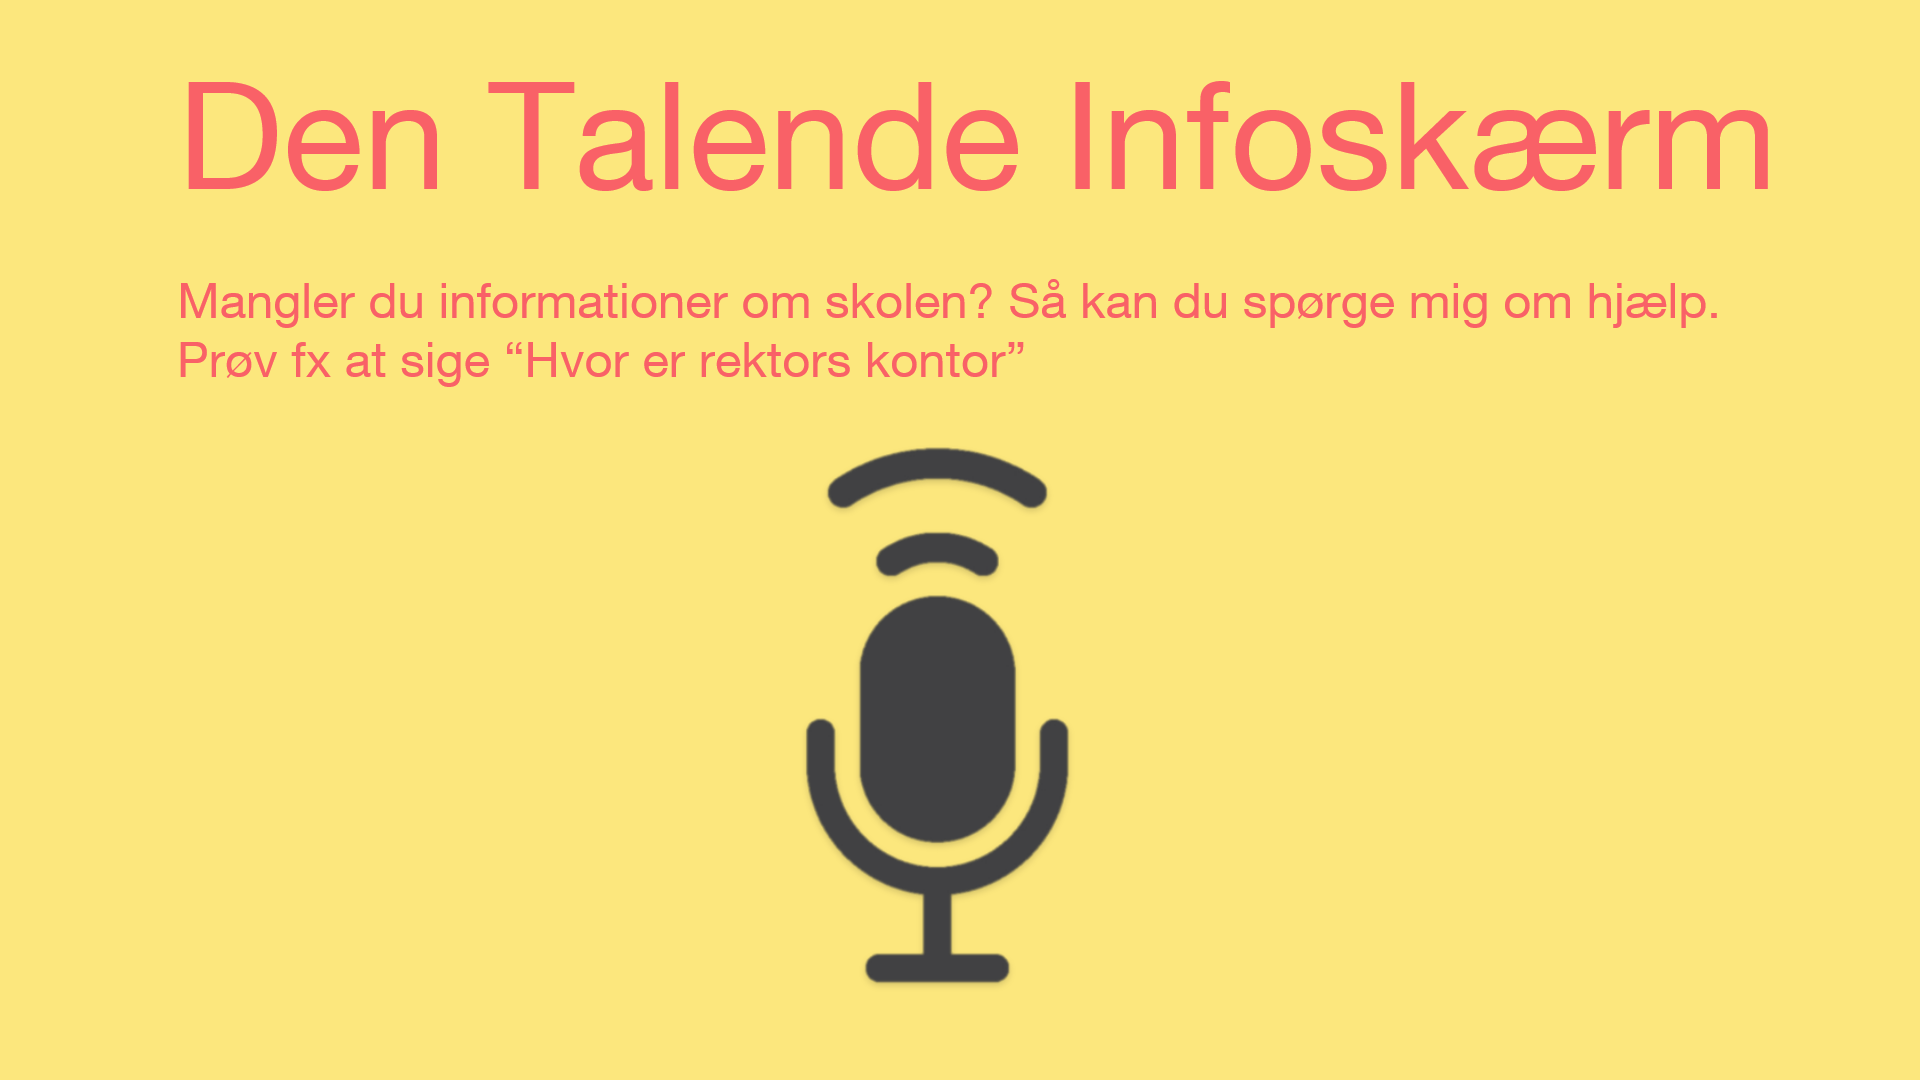 Den Talende Infoskærm
Mangler du informationer om skolen? Så kan du spørge mig om hjælp.
Prøv fx at sige “Hvor er rektors kontor”